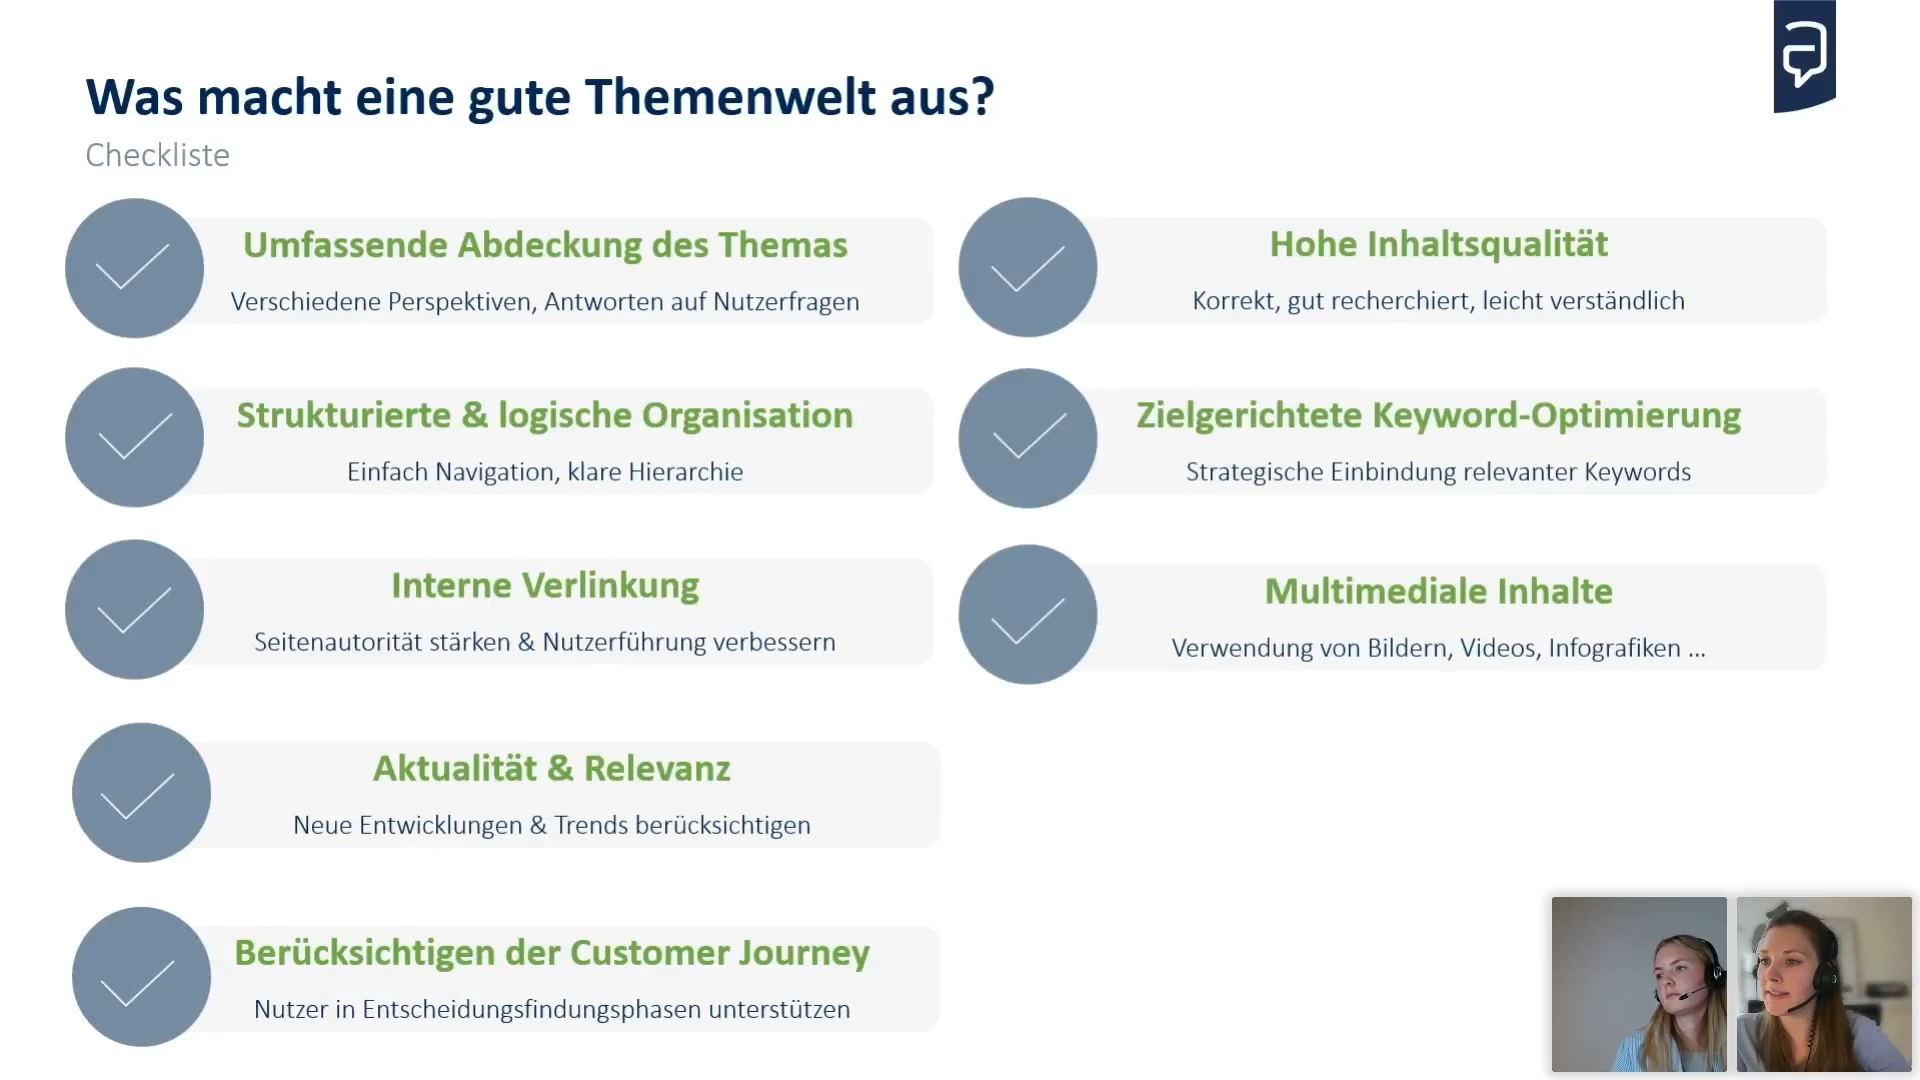 Was macht eine gute Themenwelt aus?
Checkliste
Umfassende Abdeckung des Themas
Verschiedene Perspektiven, Antworten auf Nutzerfragen
Strukturierte & logische Organisation
Einfach Navigation, klare Hierarchie
Interne Verlinkung
Seitenautorität stärken & Nutzerführung verbessern
Aktualität & Relevanz
Neue Entwicklungen & Trends berücksichtigen
Berücksichtigen der Customer Journey
Nutzer in Entscheidungsfindungsphasen unterstützen
Hohe Inhaltsqualität
Korrekt, gut recherchiert, leicht verständlich
Zielgerichtete Keyword-Optimierung
Strategische Einbindung relevanter Keywords
Multimediale Inhalte
Verwendung von Bildern, Videos, Infografiken ...